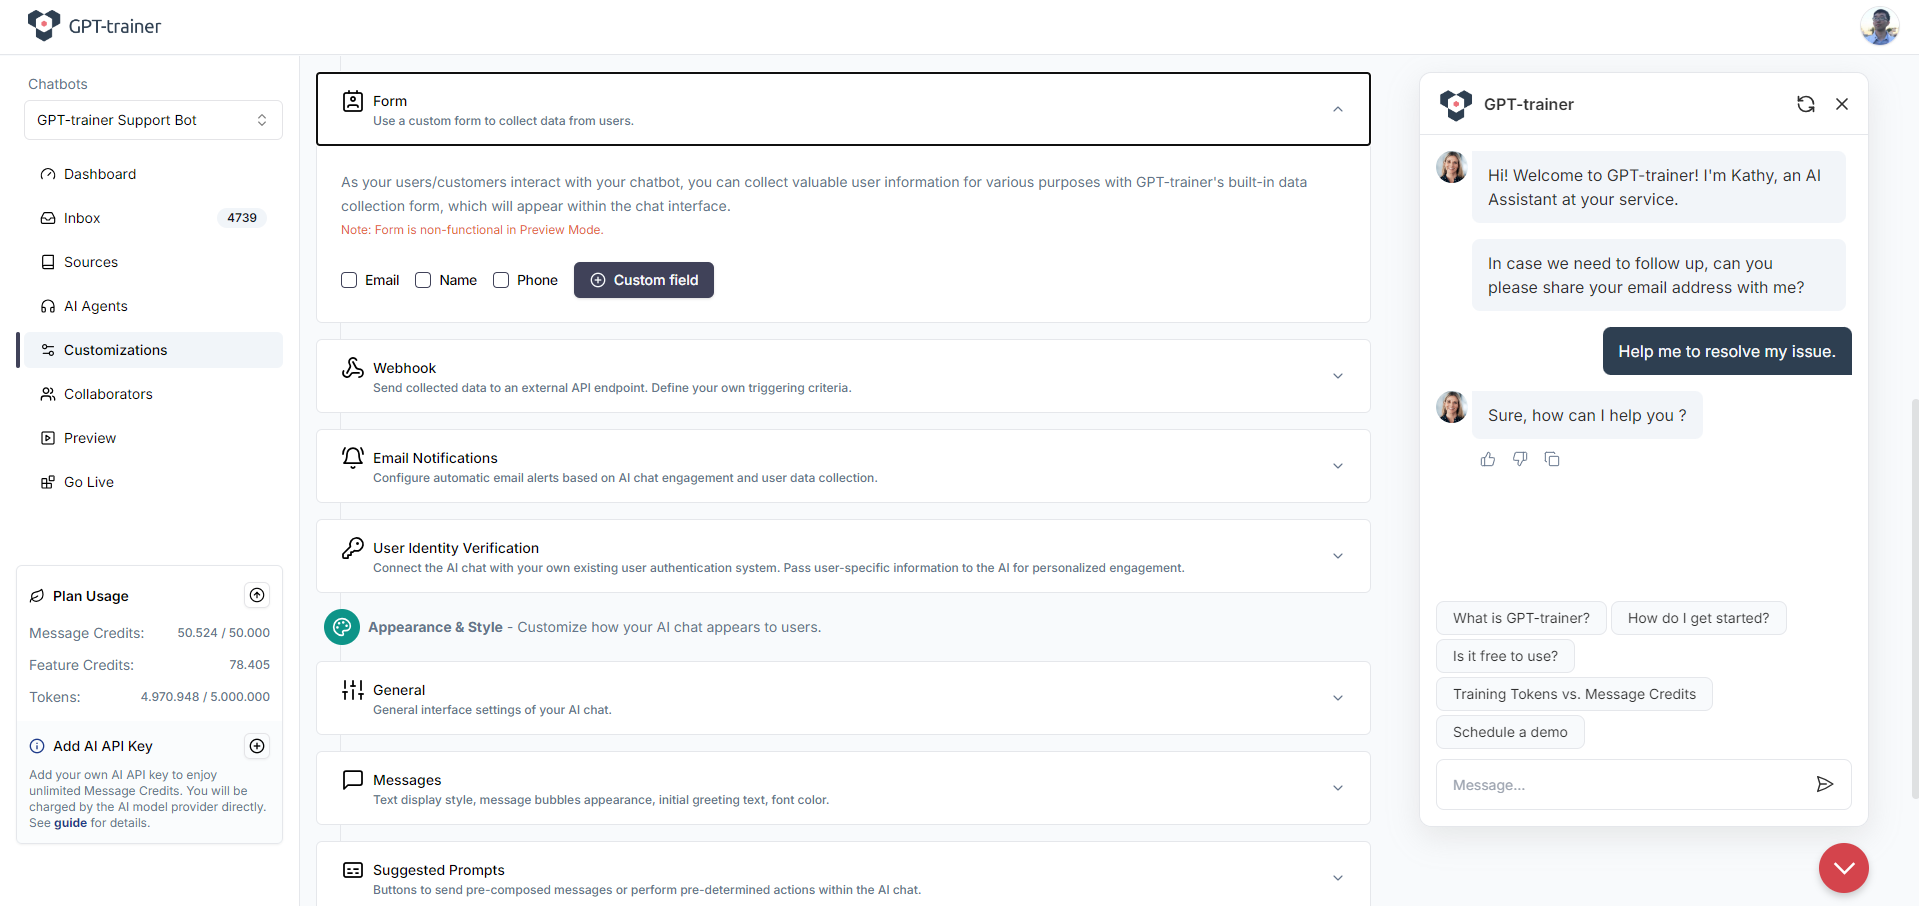 GPT-trainer
Chatbots
GPT-trainer Support Bot
Dashboard
Inbox
4739
Sources
AI Agents
Customizations
Collaborators
Preview
Go Live
Plan Usage
Message Credits: 50.524 / 50.000
Feature Credits: 78.405
Tokens: 4.970.948 / 5.000.000
Add AI API Key
Add your own AI API key to enjoy
unlimited Message Credits. You will be
charged by the AI model provider directly.
See guide for details.
Form
Use a custom form to collect data from users.
As your users/customers interact with your chatbot, you can collect valuable user information for various purposes with GPT-trainer's built-in data
collection form, which will appear within the chat interface.
Note: Form is non-functional in Preview Mode.
Email Name Phone Custom field
Webhook
Send collected data to an external API endpoint. Define your own triggering criteria.
Email Notifications
Configure automatic email alerts based on AI chat engagement and user data collection.
User Identity Verification
Connect the AI chat with your own existing user authentication system. Pass user-specific information to the AI for personalized engagement.
Appearance & Style - Customize how your AI chat appears to users.
General
General interface settings of your AI chat.
Messages
Text display style, message bubbles appearance, initial greeting text, font color.
Suggested Prompts
Buttons to send pre-composed messages or perform pre-determined actions within the AI chat.
GPT-trainer
Hi! Welcome to GPT-trainer! I'm Kathy, an AI
Assistant at your service.
In case we need to follow up, can you
please share your email address with me?
Help me to resolve my issue.
Sure, how can I help you ?
What is GPT-trainer? How do I get started?
Is it free to use?
Training Tokens vs. Message Credits
Schedule a demo
Message...